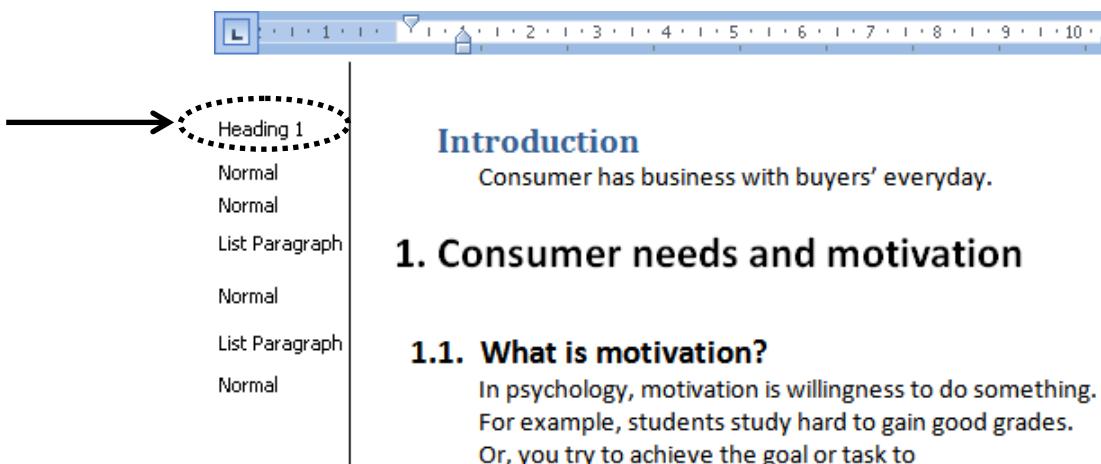 L 2 1 1 2 3 4 5 6 7 8 9 10
Heading 1
Introduction
Normal
Consumer has business with buyers’ everyday.
Normal
List Paragraph
1. Consumer needs and motivation
Normal
List Paragraph
1.1. What is motivation?
Normal
In psychology, motivation is willingness to do something.
For example, students study hard to gain good grades.
Or, you try to achieve the goal or task to